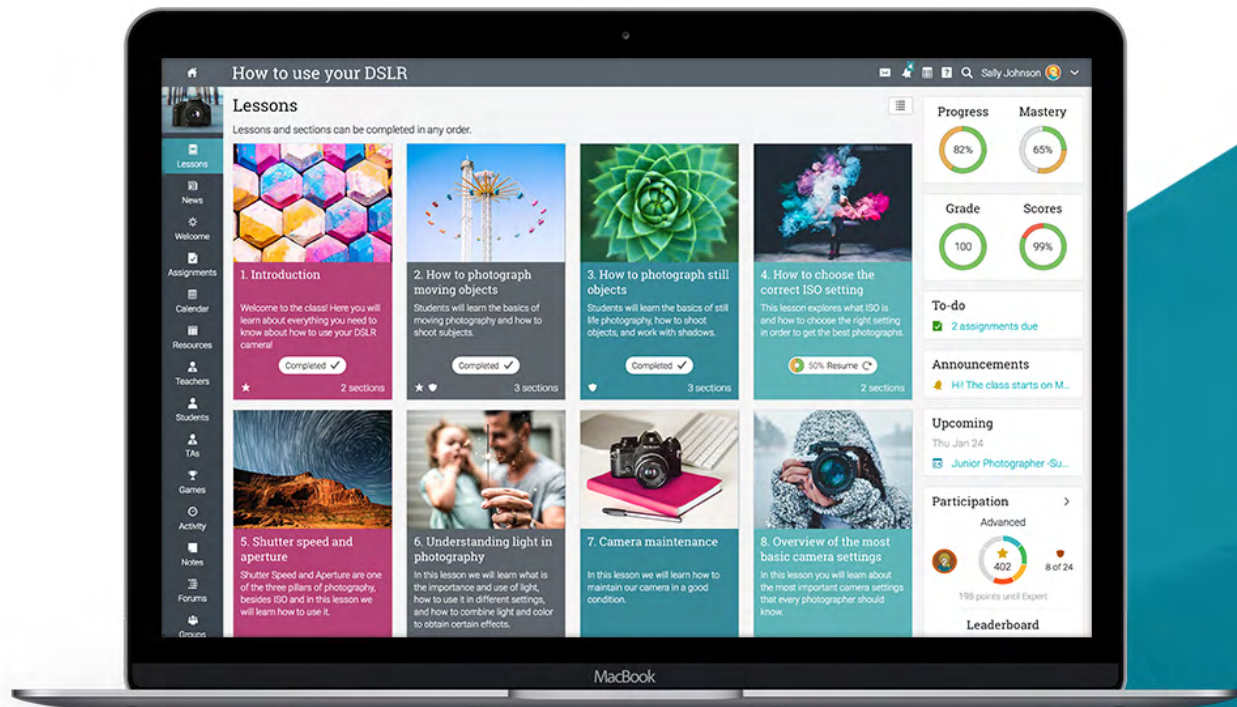 How to use your DSLR
Sally Johnson
Lessons
Lessons and sections can be completed in any order.
Lessons
News
Welcome
Assignments
Calendar
Resources
Teachers
Students
TAs
Games
Activity
Notes
Forums
Groups
1. Introduction
Welcome to the class! Here you will
learn about everything you need to
know about how to use your DSLR
camera!
Completed
2 sections
2. How to photograph
moving objects
Students will learn the basics of
moving photography and how to
shoot subjects.
Completed
3 sections
3. How to photograph still
objects
Students will learn the basics of still
life photography, how to shoot
objects, and work with shadows.
Completed
3 sections
4. How to choose the
correct ISO setting
This lesson explores what ISO is
and how to choose the right setting
in order to get the best photographs.
50% Resume
2 sections
5. Shutter speed and
aperture
Shutter Speed and Aperture are one
of the three pillars of photography,
besides ISO and in this lesson we
will learn how to use it.
6. Understanding light in
photography
In this lesson we will learn what is
the importance and use of light,
how to use it in different settings,
and how to combine light and color
to obtain certain effects.
7. Camera maintenance
In this lesson we will learn how to
maintain our camera in a good
condition.
8. Overview of the most
basic camera settings
In this lesson you will learn about
the most important camera settings
that every photographer should
know.
Progress
Mastery
82%
65%
Grade
Scores
100
99%
To-do
2 assignments due
Announcements
Hi! The class starts on M...
Upcoming
Thu Jan 24
Junior Photographer -Su...
Participation
Advanced
402
8 of 24
198 points until Expert
Leaderboard
MacBook